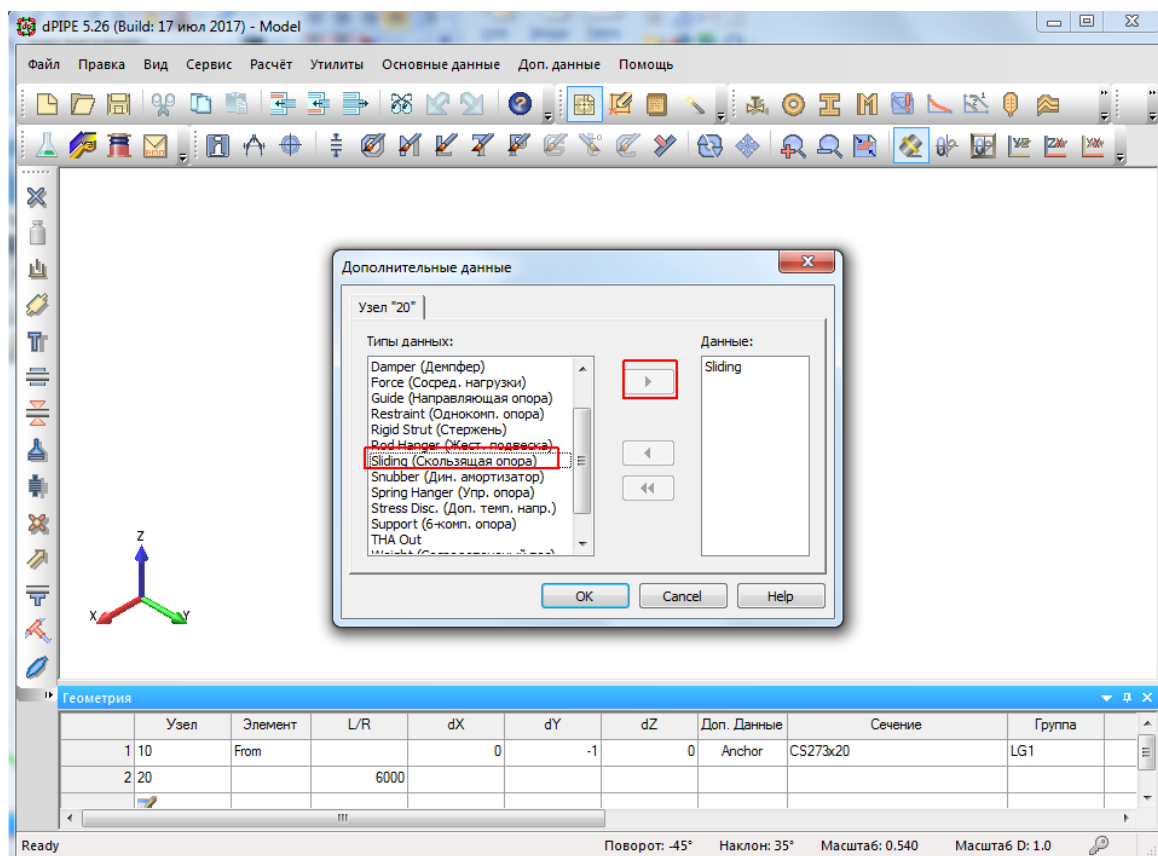 dPIPE 5.26 (Build: 17 июл 2017) - Model
Файл Правка Вид Сервис Расчёт Утилиты Основные данные Доп. данные Помощь
Дополнительные данные
Узел "20"
Типы данных:
Данные:
Damper (Демпфер)
Force (Сосред. нагрузки)
Guide (Направляющая опора)
Restraint (Однокомп. опора)
Rigid Strut (Стержень)
Rod Hanger (Жест. подвеска)
Sliding (Скользящая опора)
Snubber (Дин. амортизатор)
Spring Hanger (Упр. опора)
Stress Disc. (Доп. темп. напр.)
Support (6-комп. опора)
THA Out
Sliding
OK Cancel Help
Z
X
Y
Геометрия
Узел Элемент L/R dX dY dZ Доп. Данные Сечение Группа
1 10 From 0 -1 0 Anchor CS273x20 LG1
2 20 6000
Ready Поворот: -45° Наклон: 35° Масштаб: 0.540 Масштаб D: 1.0